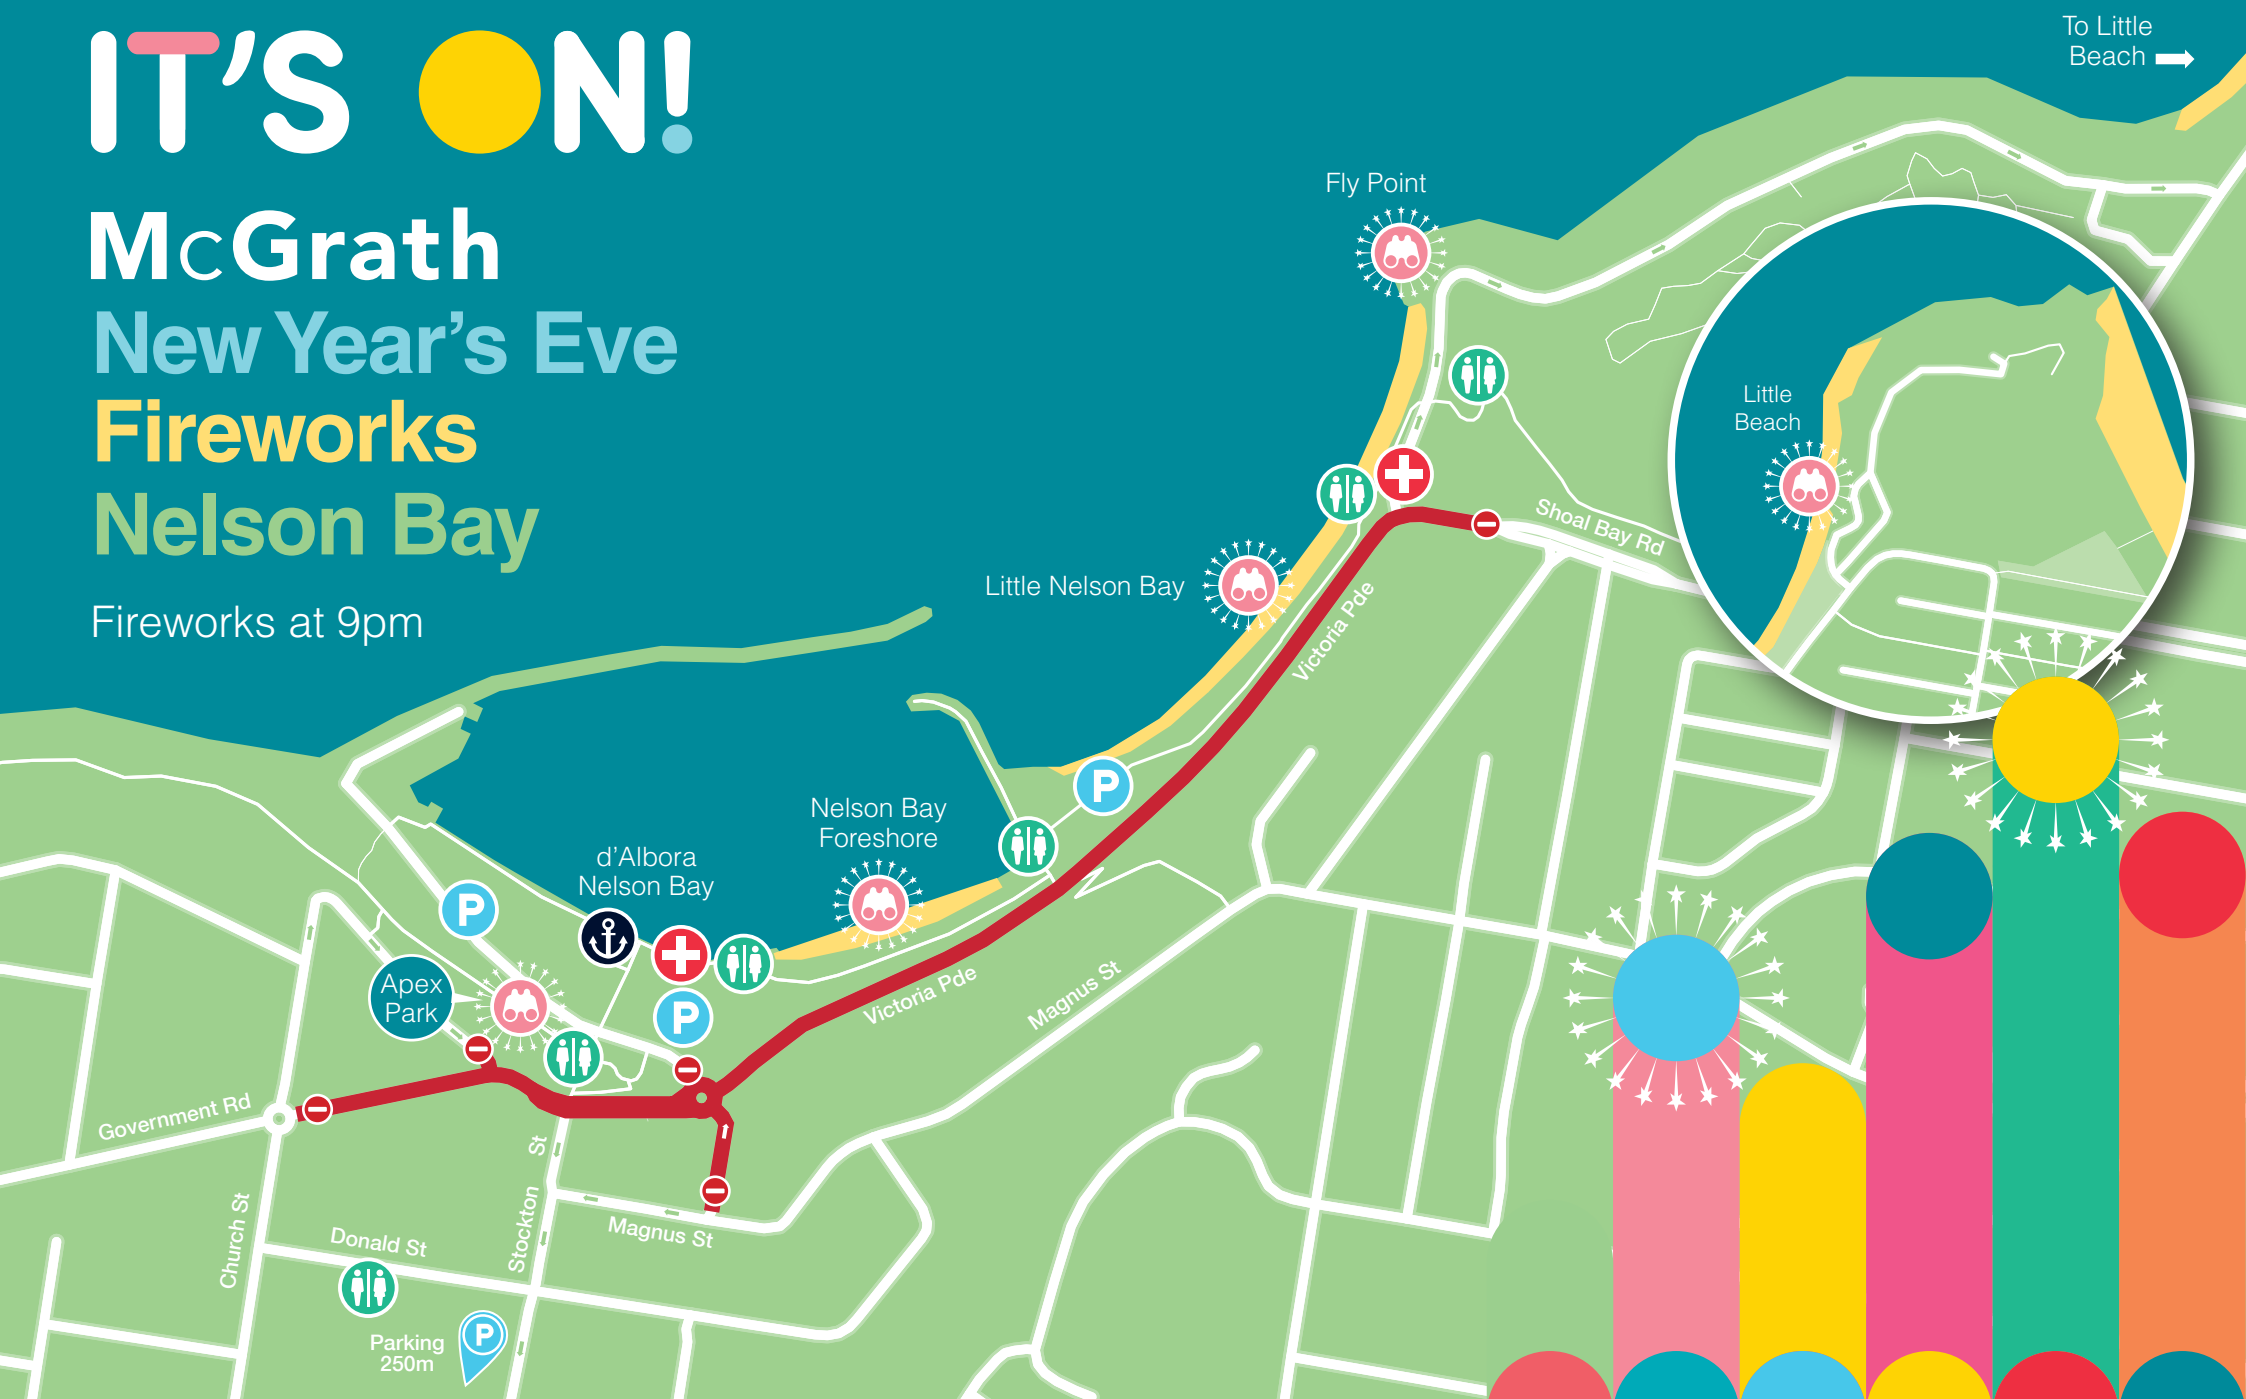 IT'S ON!
McGrath
New Year's Eve
Fireworks
Nelson Bay
Fireworks at 9pm
To Little
Beach
Fly Point
Little
Beach
Shoal Bay Rd
Little Nelson Bay
Victoria Pde
P
Nelson Bay
Foreshore
d'Albora
Nelson Bay
P
Apex
Park
P
Victoria Pde
Magnus St
Government Rd
Church St
Stockton St
Magnus St
Donald St
Parking
250m
P